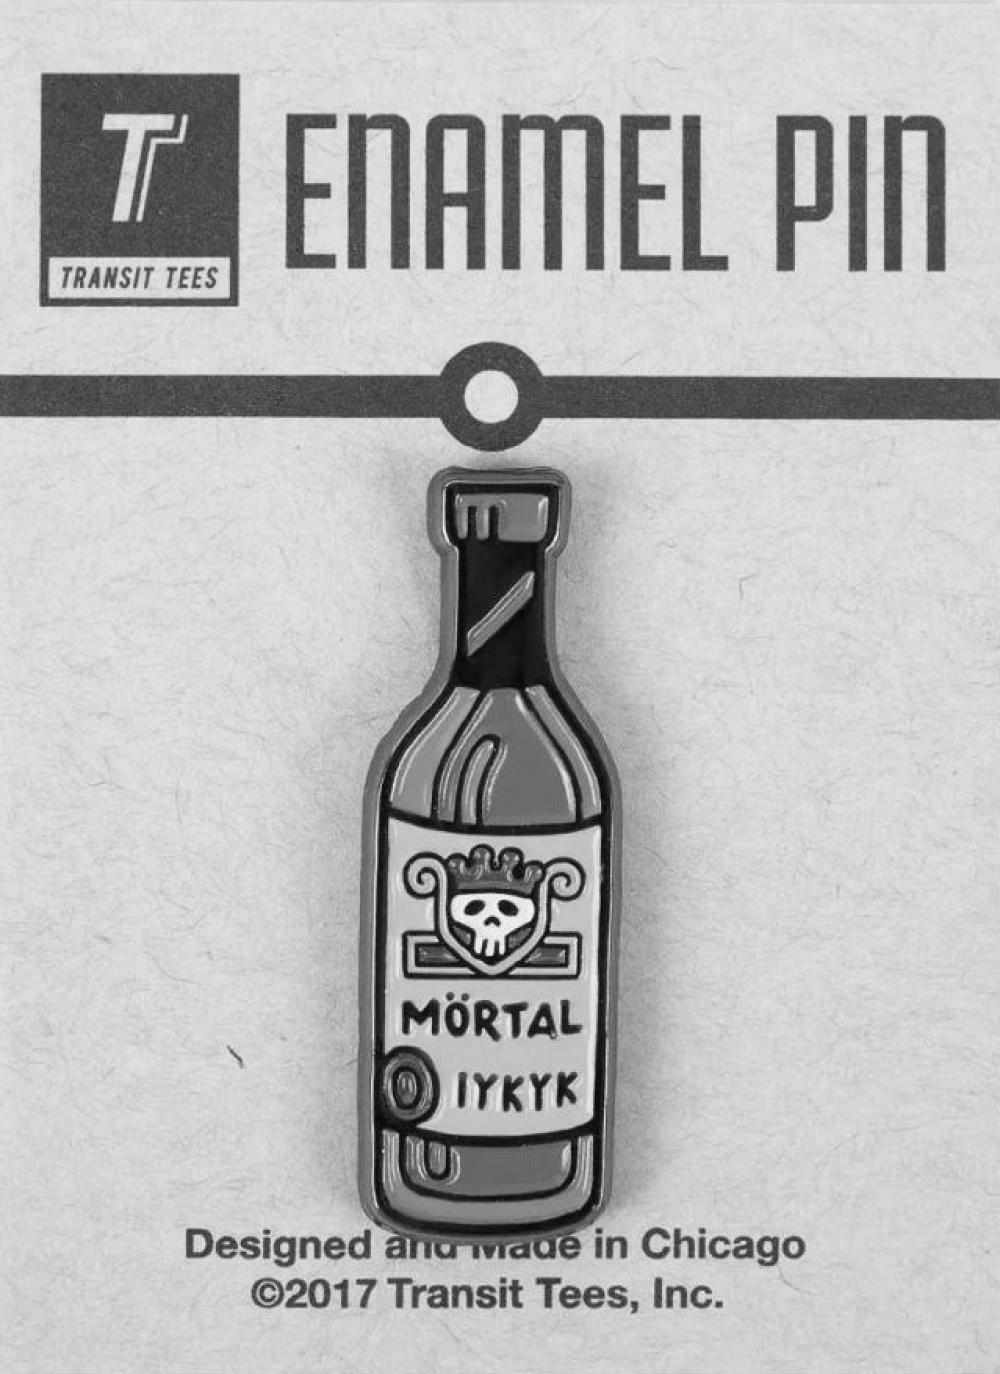 T
TRANSIT TEES
ENAMEL PIN
MÖRTAL
IYKYK
Designed and Made in Chicago
©2017 Transit Tees, Inc.